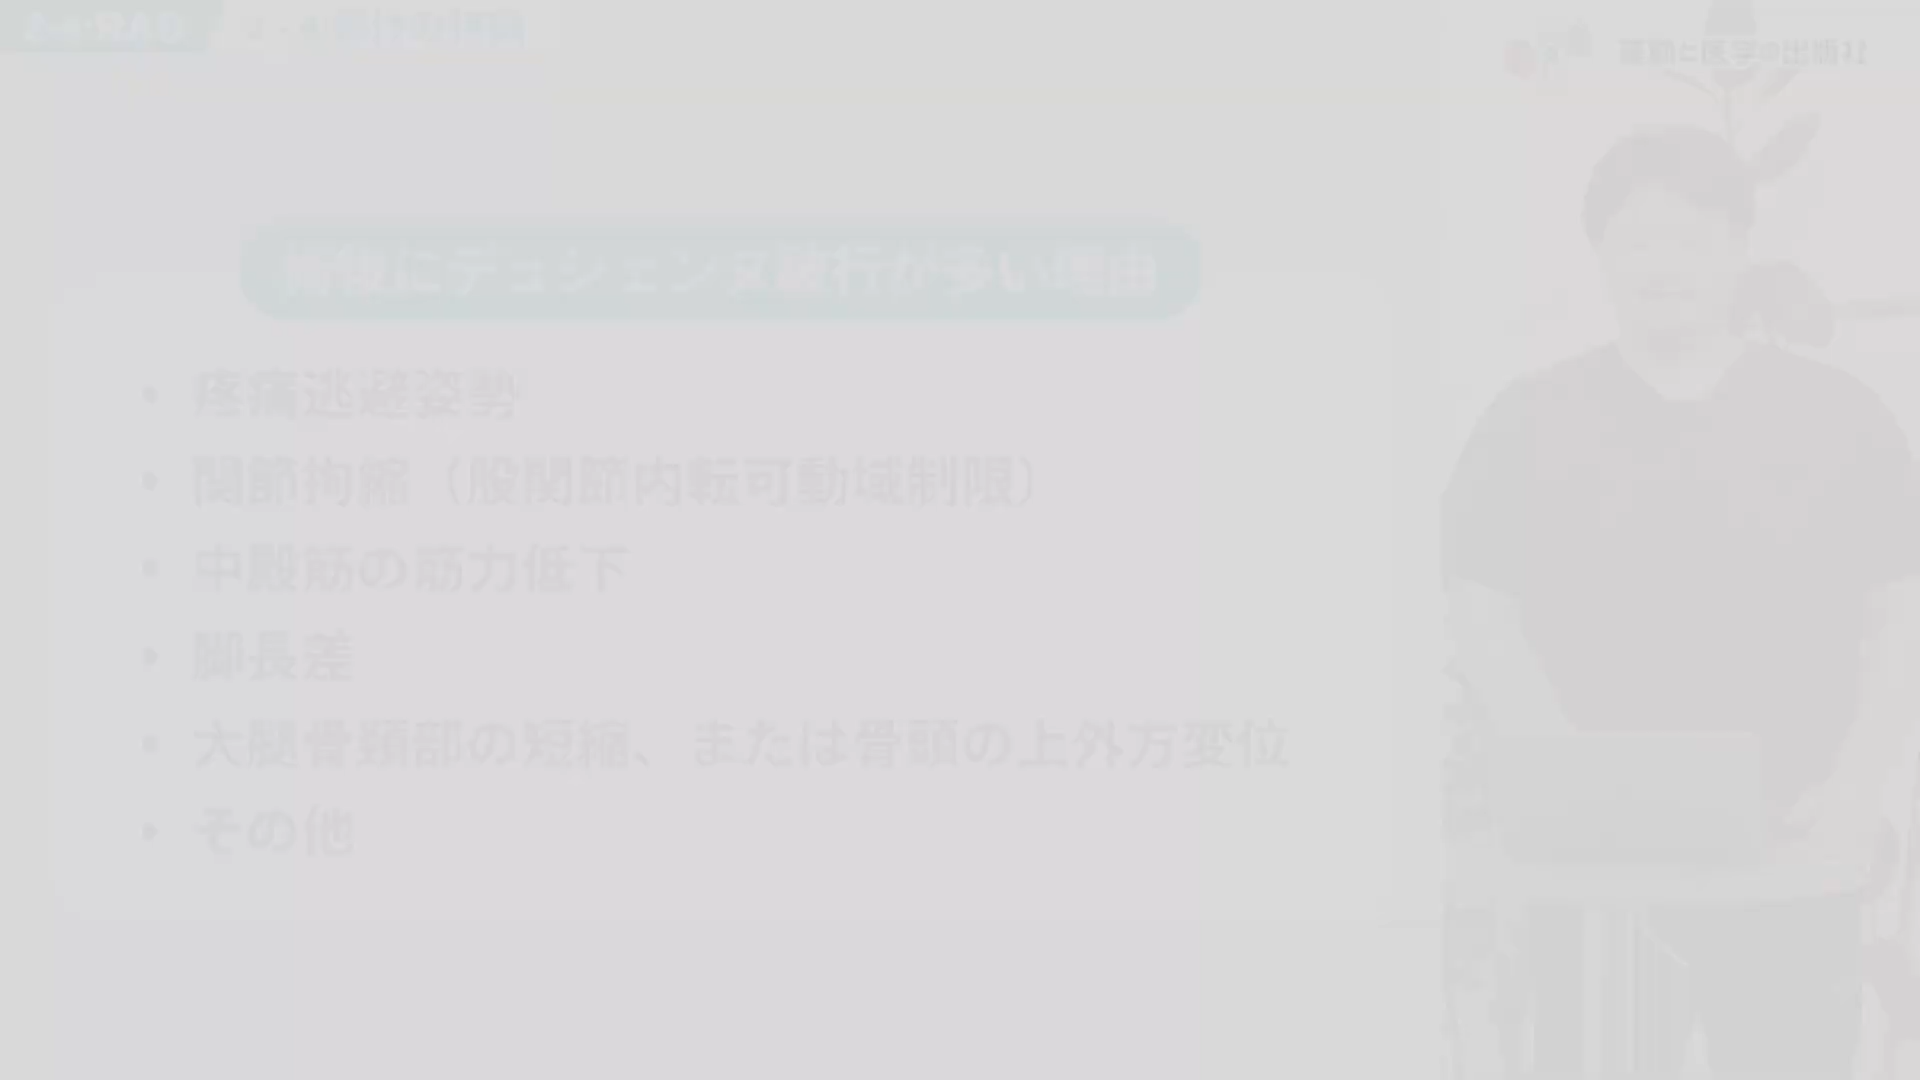 運動と医学の出版社
術後にデュシェンヌ跛行が多い理由
• 疼痛逃避姿勢
• 関節拘縮（股関節内転可動域制限）
• 中殿筋の筋力低下
• 脚長差
• 大腿骨頸部の短縮、または骨頭の上外方変位
• その他